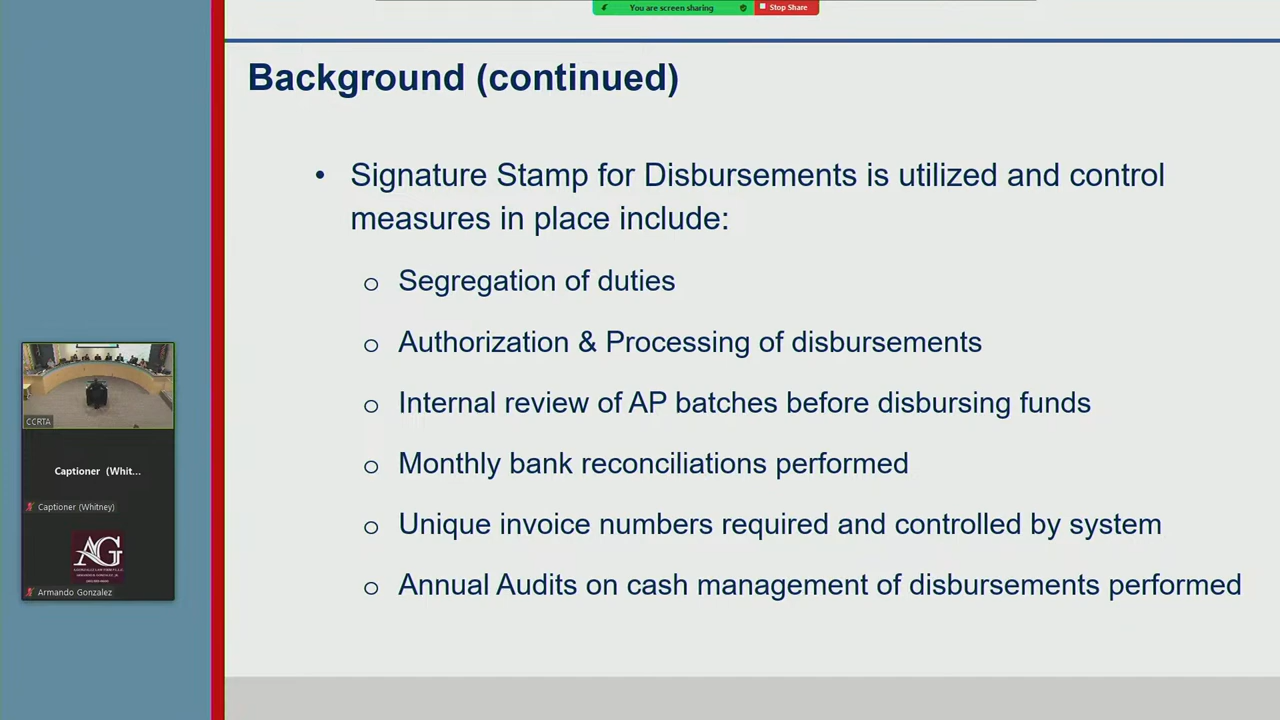 You are screen sharing
Stop Share
Background (continued)
• Signature Stamp for Disbursements is utilized and control
measures in place include:
o Segregation of duties
o Authorization & Processing of disbursements
o Internal review of AP batches before disbursing funds
o Monthly bank reconciliations performed
o Unique invoice numbers required and controlled by system
o Annual Audits on cash management of disbursements performed
CCRTA
Captioner (Whit...
Captioner (Whitney)
AG
Armando Gonzalez